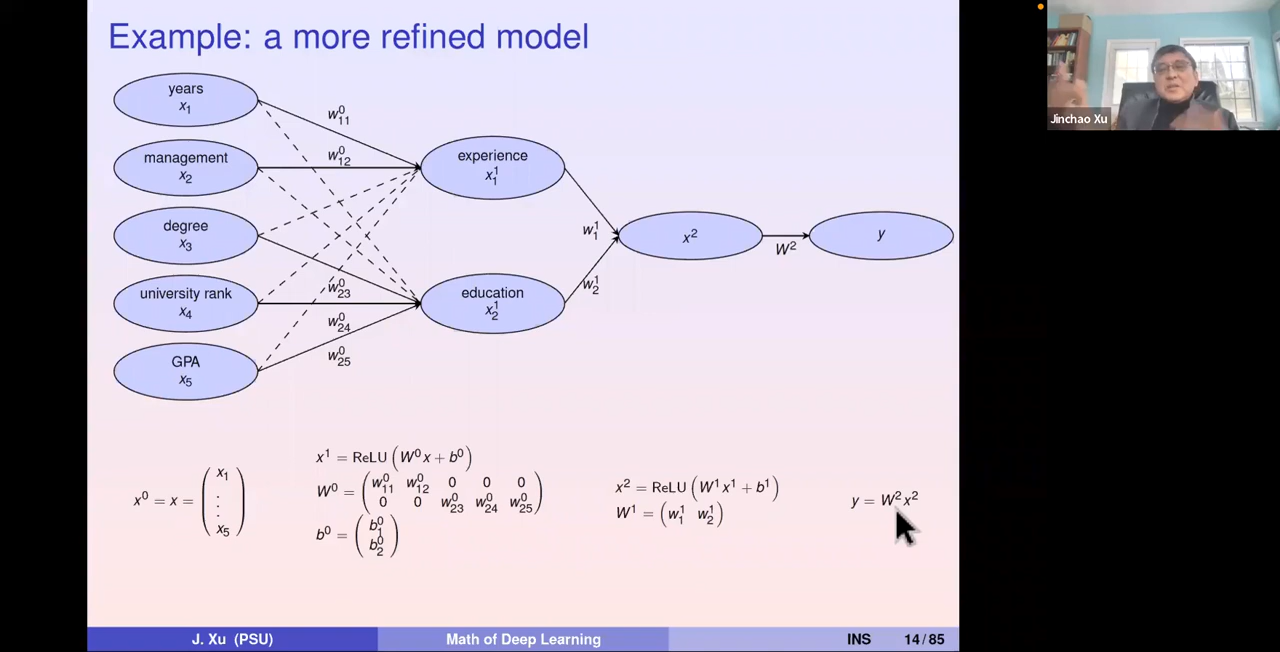 Example: a more refined model
years
x₁
management
x₂
degree
x₃
university rank
x₄
GPA
x₅
w⁰₁₁
w⁰₁₂
w⁰₂₃
w⁰₂₄
w⁰₂₅
experience
x¹₁
education
x¹₂
w¹₁
w¹₂
x²
W²
y
x⁰ = x = ( x₁ . . . x₅ )
x¹ = ReLU (W⁰x + b⁰)
W⁰ = ( w⁰₁₁ w⁰₁₂ 0 0 0
0 0 w⁰₂₃ w⁰₂₄ w⁰₂₅ )
b⁰ = ( b⁰₁
b⁰₂ )
x² = ReLU (W¹x¹ + b¹)
W¹ = (w¹₁ w¹₂)
y = W²x²
J. Xu (PSU)
Math of Deep Learning
INS
14 / 85
Jinchao Xu